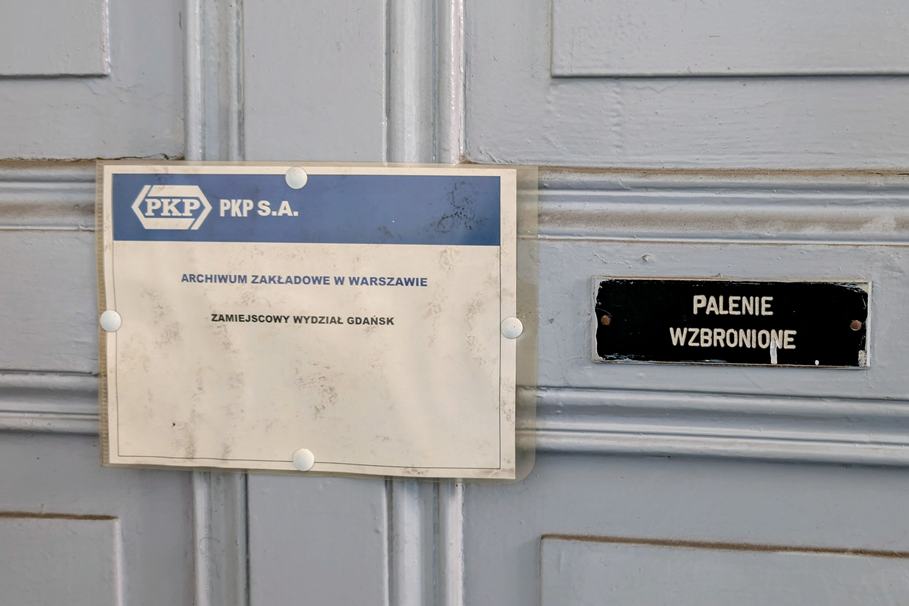 PKP PKP S.A.
ARCHIWUM ZAKŁADOWE W WARSZAWIE
ZAMIEJSCOWY WYDZIAŁ GDAŃSK
PALENIE
WZBRONIONE